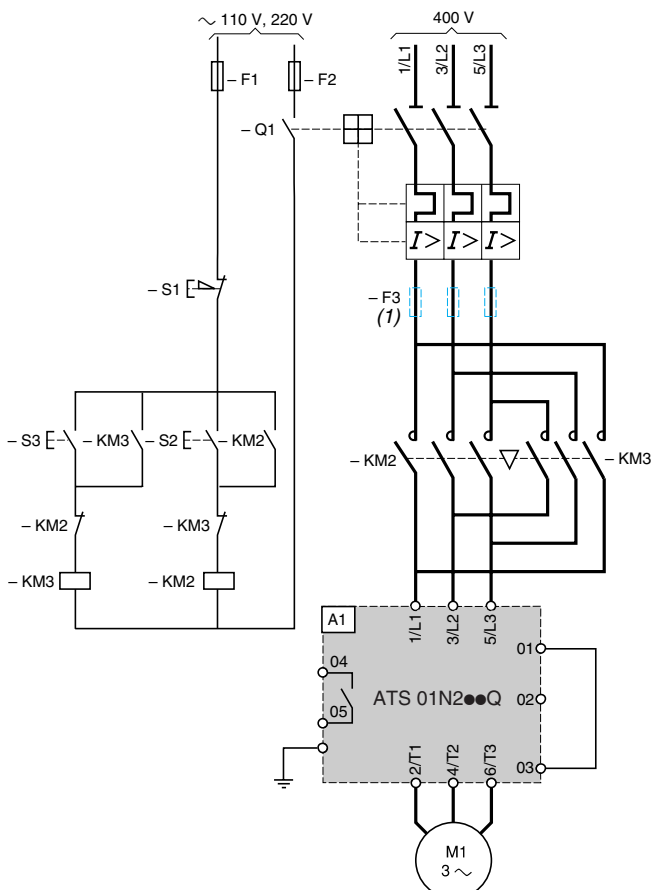 ∼ 110 V, 220 V
400 V
1/L1
3/L2
5/L3
– F1
– F2
– Q1
I>
I>
I>
– S1
– F3
(1)
– S3
– KM3
– S2
– KM2
– KM2
– KM3
– KM2
– KM3
– KM3
– KM2
A1
1/L1
3/L2
5/L3
01
04
ATS 01N2●●Q
02
05
2/T1
4/T2
6/T3
03
M1
3 ∼